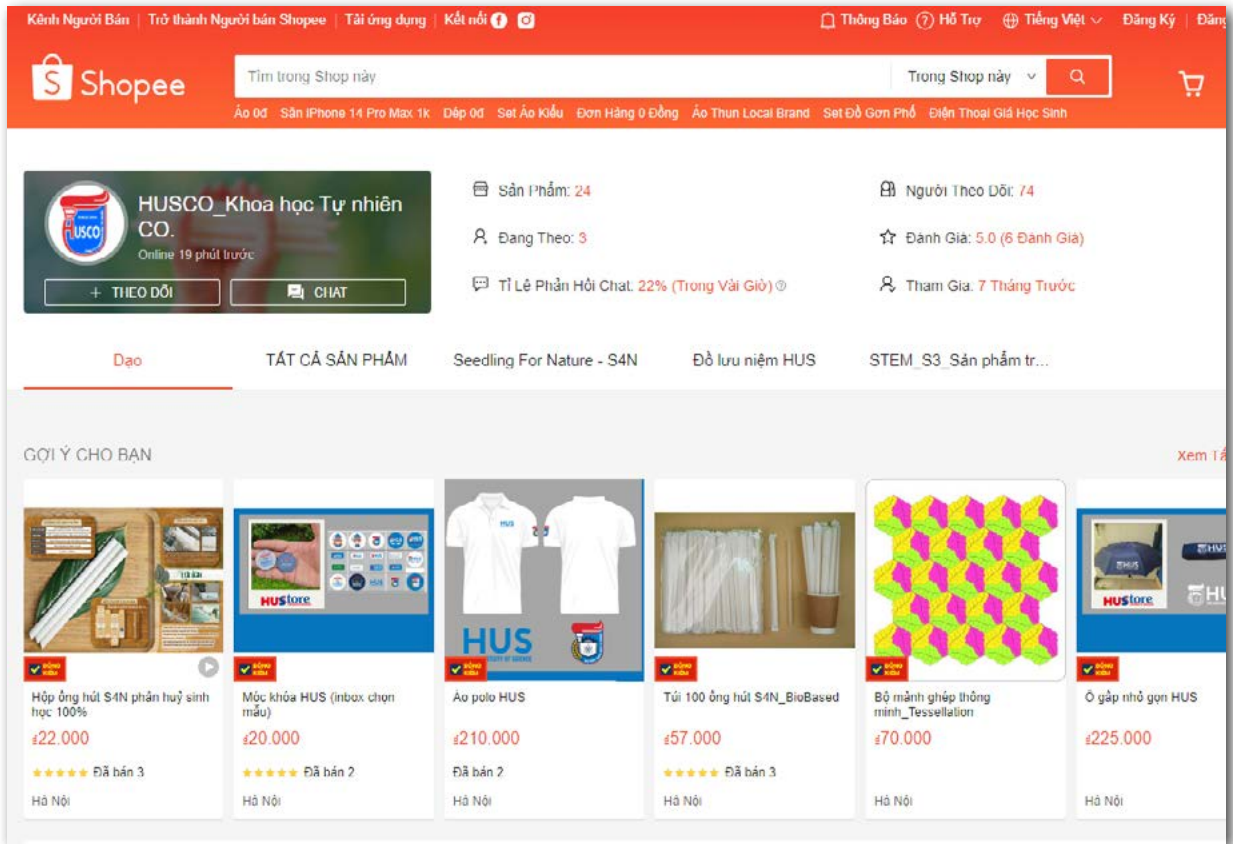 Kênh Người Bán | Trở thành Người bán Shopee | Tải ứng dụng | Kết nối
Thông Báo Hỗ Trợ Tiếng Việt Đăng Ký | Đăng
Shopee
Tìm trong Shop này
Trong Shop này
Áo 0đ Săn iPhone 14 Pro Max 1k Dép 0đ Set Áo Kiểu Đơn Hàng 0 Đồng Áo Thun Local Brand Set Đồ Gơn Phố Điện Thoại Giá Học Sinh
HUSCO
HUSCO_Khoa học Tự nhiên
CO.
Online 19 phút trước
+ THEO DÕI
CHAT
Sản Phẩm: 24
Người Theo Dõi: 74
Đang Theo: 3
Đánh Giá: 5.0 (6 Đánh Giá)
Tỉ Lệ Phản Hồi Chat: 22% (Trong Vài Giờ)
Tham Gia: 7 Tháng Trước
Dạo
TẤT CẢ SẢN PHẨM
Seedling For Nature - S4N
Đồ lưu niệm HUS
STEM_S3_Sản phẩm tr...
GỢI Ý CHO BẠN
Xem Tấ
HUStore
HUS
HUS
HUStore
Hộp ống hút S4N phân huỷ sinh
học 100%
₫22.000
Đã bán 3
Hà Nội
Móc khóa HUS (inbox chọn
mẫu)
₫20.000
Đã bán 2
Hà Nội
Áo polo HUS
₫210.000
Đã bán 2
Hà Nội
Túi 100 ống hút S4N_BioBased
₫57.000
Đã bán 3
Hà Nội
Bộ mảnh ghép thông
minh_Tessellation
₫70.000
Hà Nội
Ô gấp nhỏ gọn HUS
₫225.000
Hà Nội